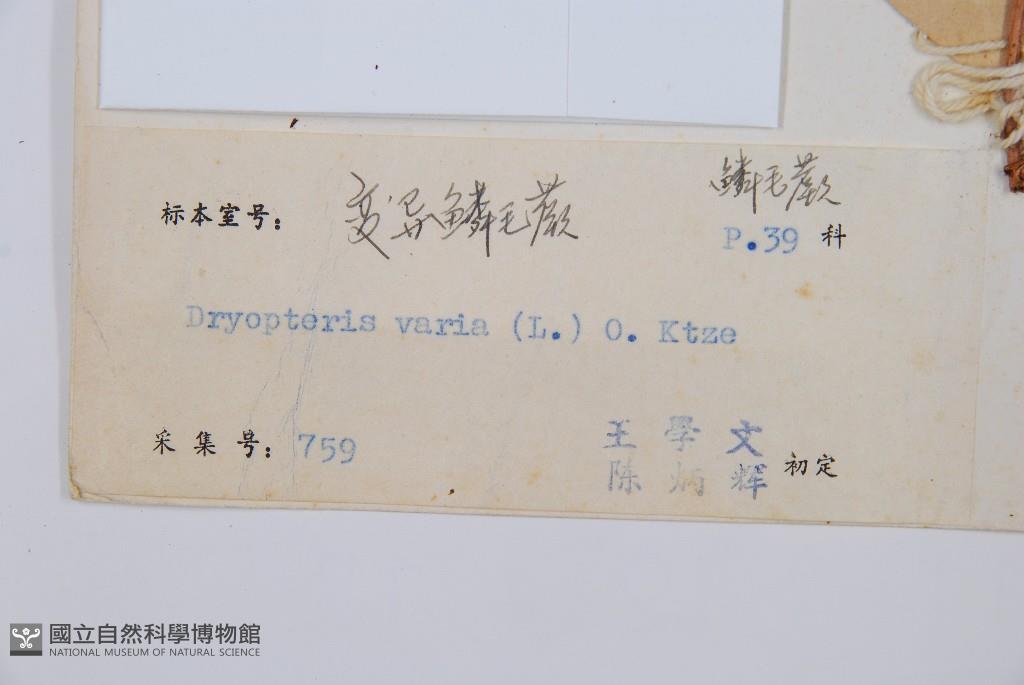 鳞毛蕨
标本室号： 变异鳞毛蕨 P.39 科
Dryopteris varia (L.) O. Ktze
采集号： 759
王學文
陈炳辉 初定
國立自然科學博物館
NATIONAL MUSEUM OF NATURAL SCIENCE